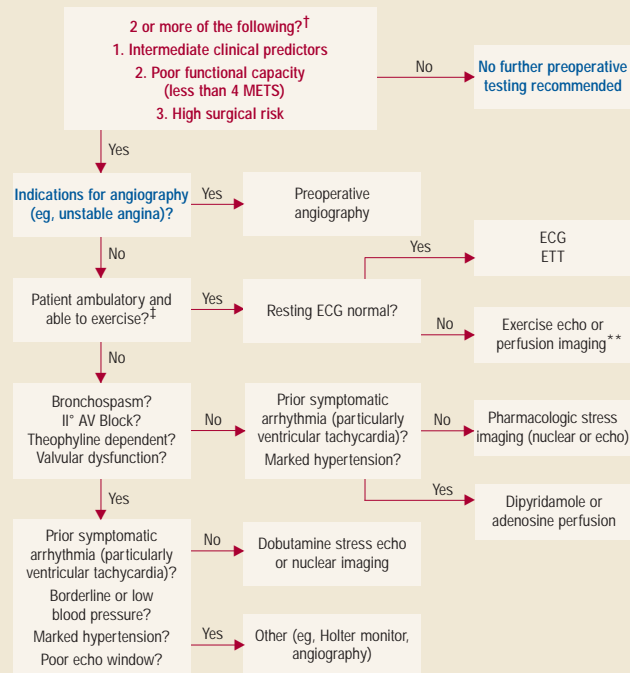 2 or more of the following?†
1. Intermediate clinical predictors
2. Poor functional capacity
(less than 4 METS)
3. High surgical risk
No
No further preoperative
testing recommended
Yes
Indications for angiography
(eg, unstable angina)?
Yes
Preoperative
angiography
No
Patient ambulatory and
able to exercise?‡
Yes
Resting ECG normal?
Yes
ECG
ETT
No
Exercise echo or
perfusion imaging**
No
Bronchospasm?
II° AV Block?
Theophyline dependent?
Valvular dysfunction?
No
Prior symptomatic
arrhythmia (particularly
ventricular tachycardia)?
Marked hypertension?
No
Pharmacologic stress
imaging (nuclear or echo)
Yes
Dipyridamole or
adenosine perfusion
Yes
Prior symptomatic
arrhythmia (particularly
ventricular tachycardia)?
Borderline or low
blood pressure?
Marked hypertension?
Poor echo window?
No
Dobutamine stress echo
or nuclear imaging
Yes
Other (eg, Holter monitor,
angiography)